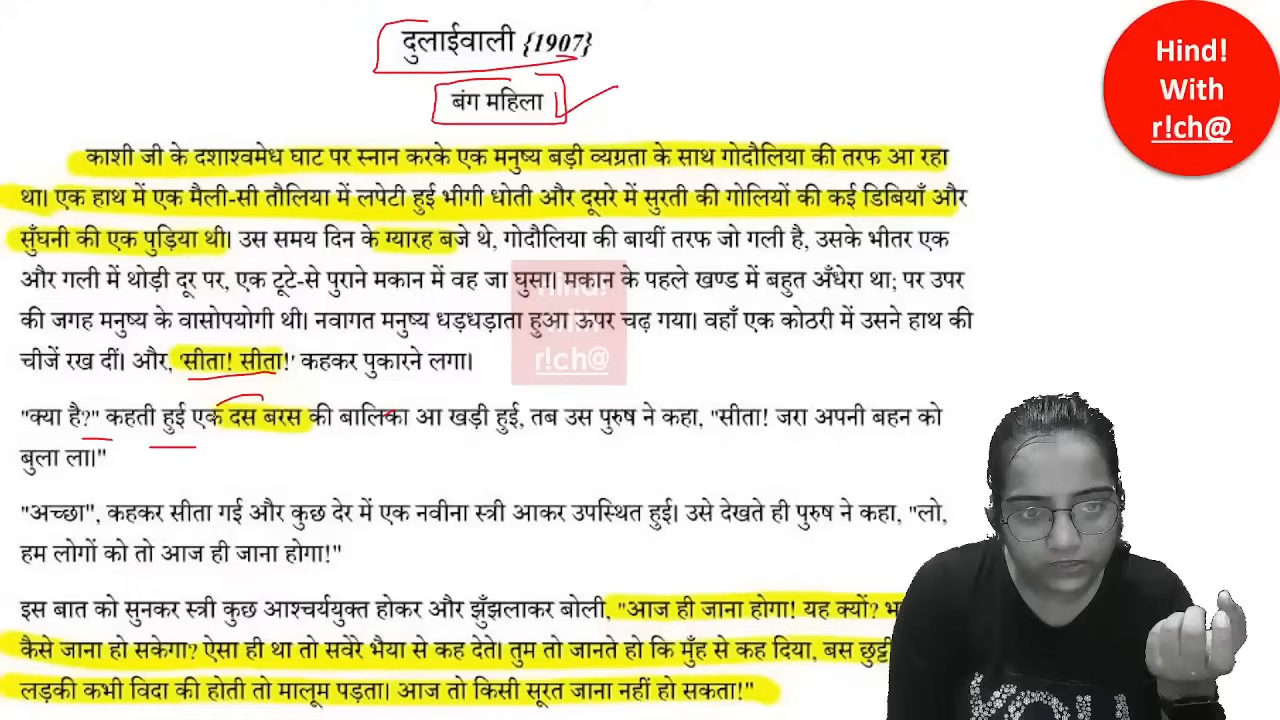 दुलाईवाली {1907}
बंग महिला
Hind!
With
r!ch@
काशी जी के दशाश्वमेध घाट पर स्नान करके एक मनुष्य बड़ी व्यग्रता के साथ गोदौलिया की तरफ आ रहा
था। एक हाथ में एक मैली-सी तौलिया में लपेटी हुई भीगी धोती और दूसरे में सुरती की गोलियों की कई डिबियाँ और
सुँघनी की एक पुड़िया थी। उस समय दिन के ग्यारह बजे थे, गोदौलिया की बायीं तरफ जो गली है, उसके भीतर एक
और गली में थोड़ी दूर पर, एक टूटे-से पुराने मकान में वह जा घुसा। मकान के पहले खण्ड में बहुत अँधेरा था; पर उपर
की जगह मनुष्य के वासोपयोगी थी। नवागत मनुष्य धड़धड़ाता हुआ ऊपर चढ़ गया। वहाँ एक कोठरी में उसने हाथ की
चीजें रख दीं। और, 'सीता! सीता!' कहकर पुकारने लगा।
Hind!
with
r!ch@
"क्या है?" कहती हुई एक दस बरस की बालिका आ खड़ी हुई, तब उस पुरुष ने कहा, "सीता! जरा अपनी बहन को
बुला ला।"
"अच्छा", कहकर सीता गई और कुछ देर में एक नवीना स्त्री आकर उपस्थित हुई। उसे देखते ही पुरुष ने कहा, "लो,
हम लोगों को तो आज ही जाना होगा!"
इस बात को सुनकर स्त्री कुछ आश्चर्ययुक्त होकर और झुँझलाकर बोली, "आज ही जाना होगा! यह क्यों?
कैसे जाना हो सकेगा? ऐसा ही था तो सवेरे भैया से कह देते। तुम तो जानते हो कि मुँह से कह दिया, बस छुट्टी
लड़की कभी विदा की होती तो मालूम पड़ता। आज तो किसी सूरत जाना नहीं हो सकता!"